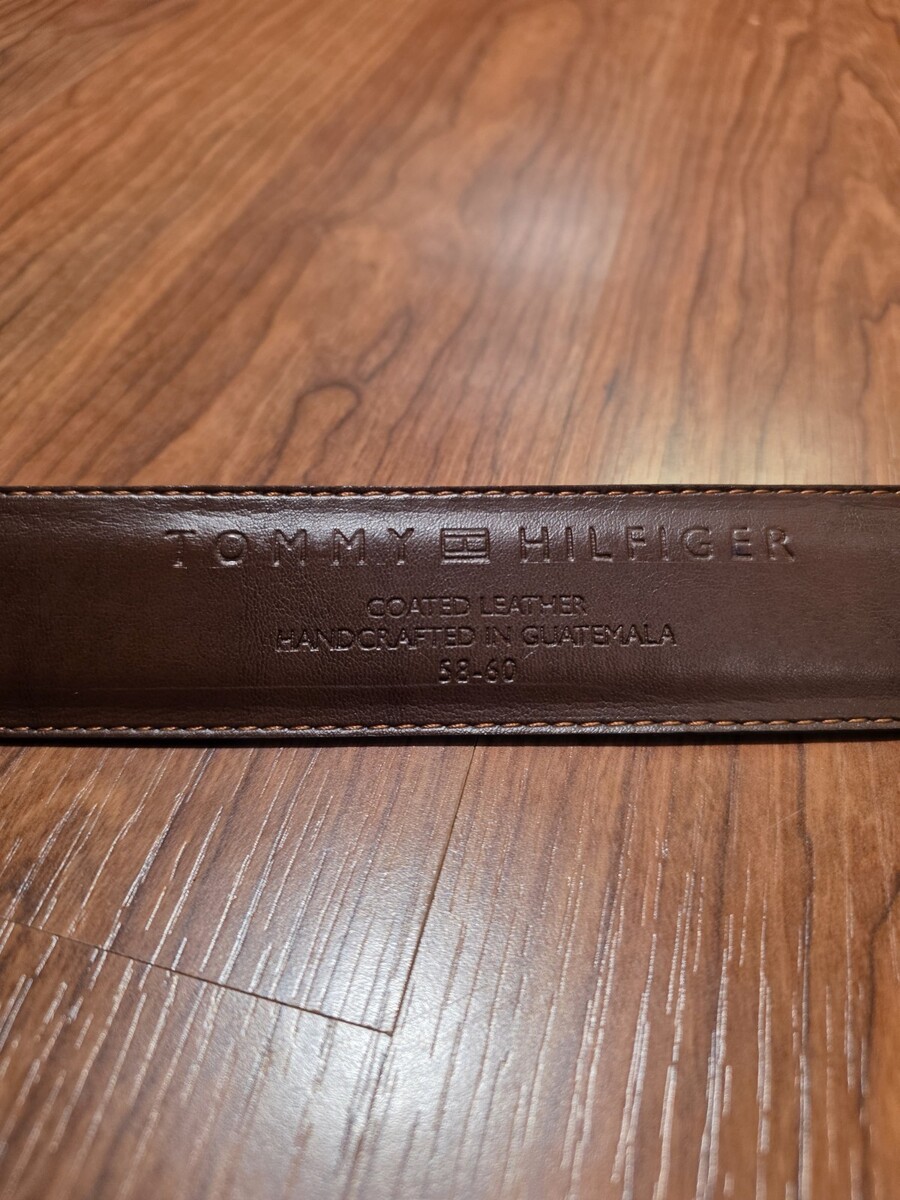 TOMMY HILFIGER
COATED LEATHER
HANDCRAFTED IN GUATEMALA
58-60